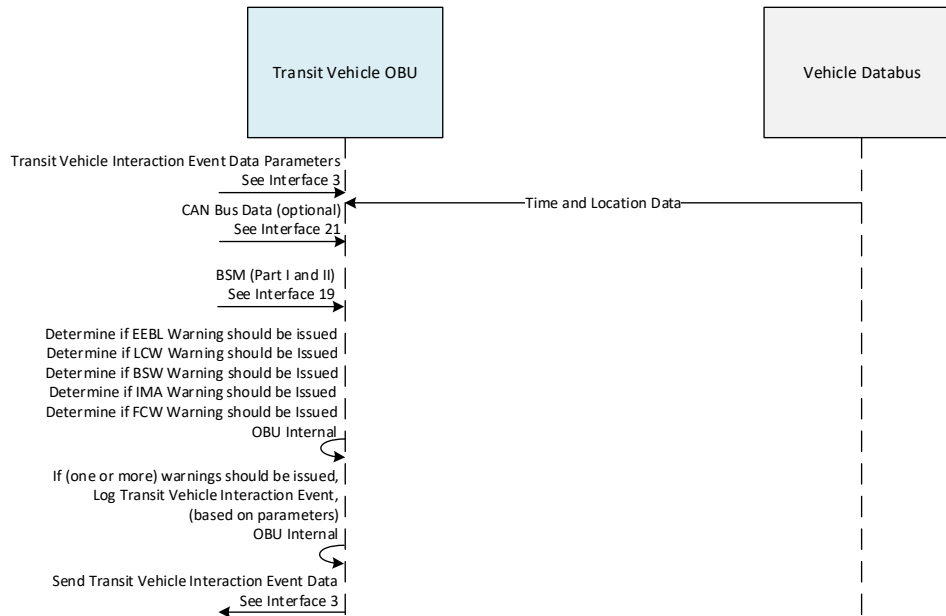 Transit Vehicle OBU
Vehicle Databus
Transit Vehicle Interaction Event Data Parameters
See Interface 3
Time and Location Data
CAN Bus Data (optional)
See Interface 21
BSM (Part I and II)
See Interface 19
Determine if EEBL Warning should be issued
Determine if LCW Warning should be Issued
Determine if BSW Warning should be Issued
Determine if IMA Warning should be Issued
Determine if FCW Warning should be Issued
OBU Internal
If (one or more) warnings should be issued,
Log Transit Vehicle Interaction Event,
(based on parameters)
OBU Internal
Send Transit Vehicle Interaction Event Data
See Interface 3